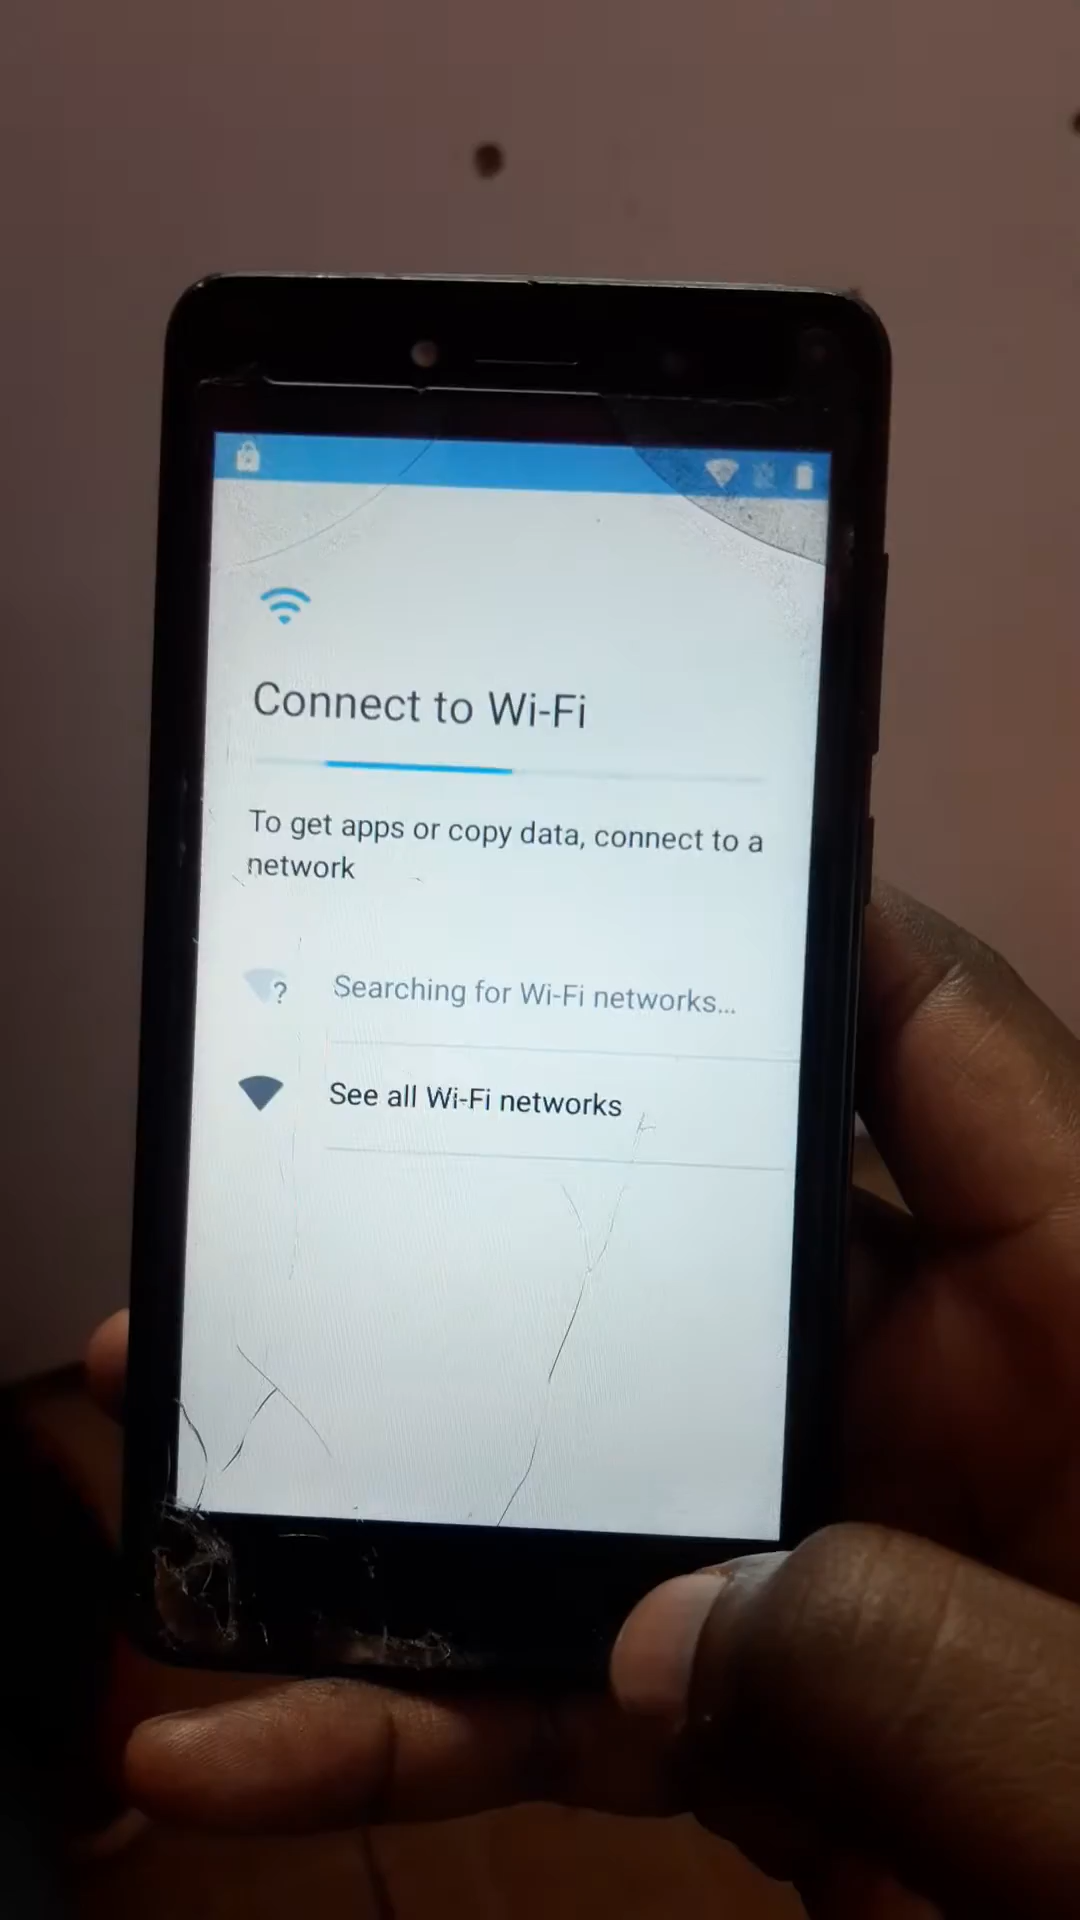 Connect to Wi-Fi
To get apps or copy data, connect to a
network
Searching for Wi-Fi networks...
See all Wi-Fi networks